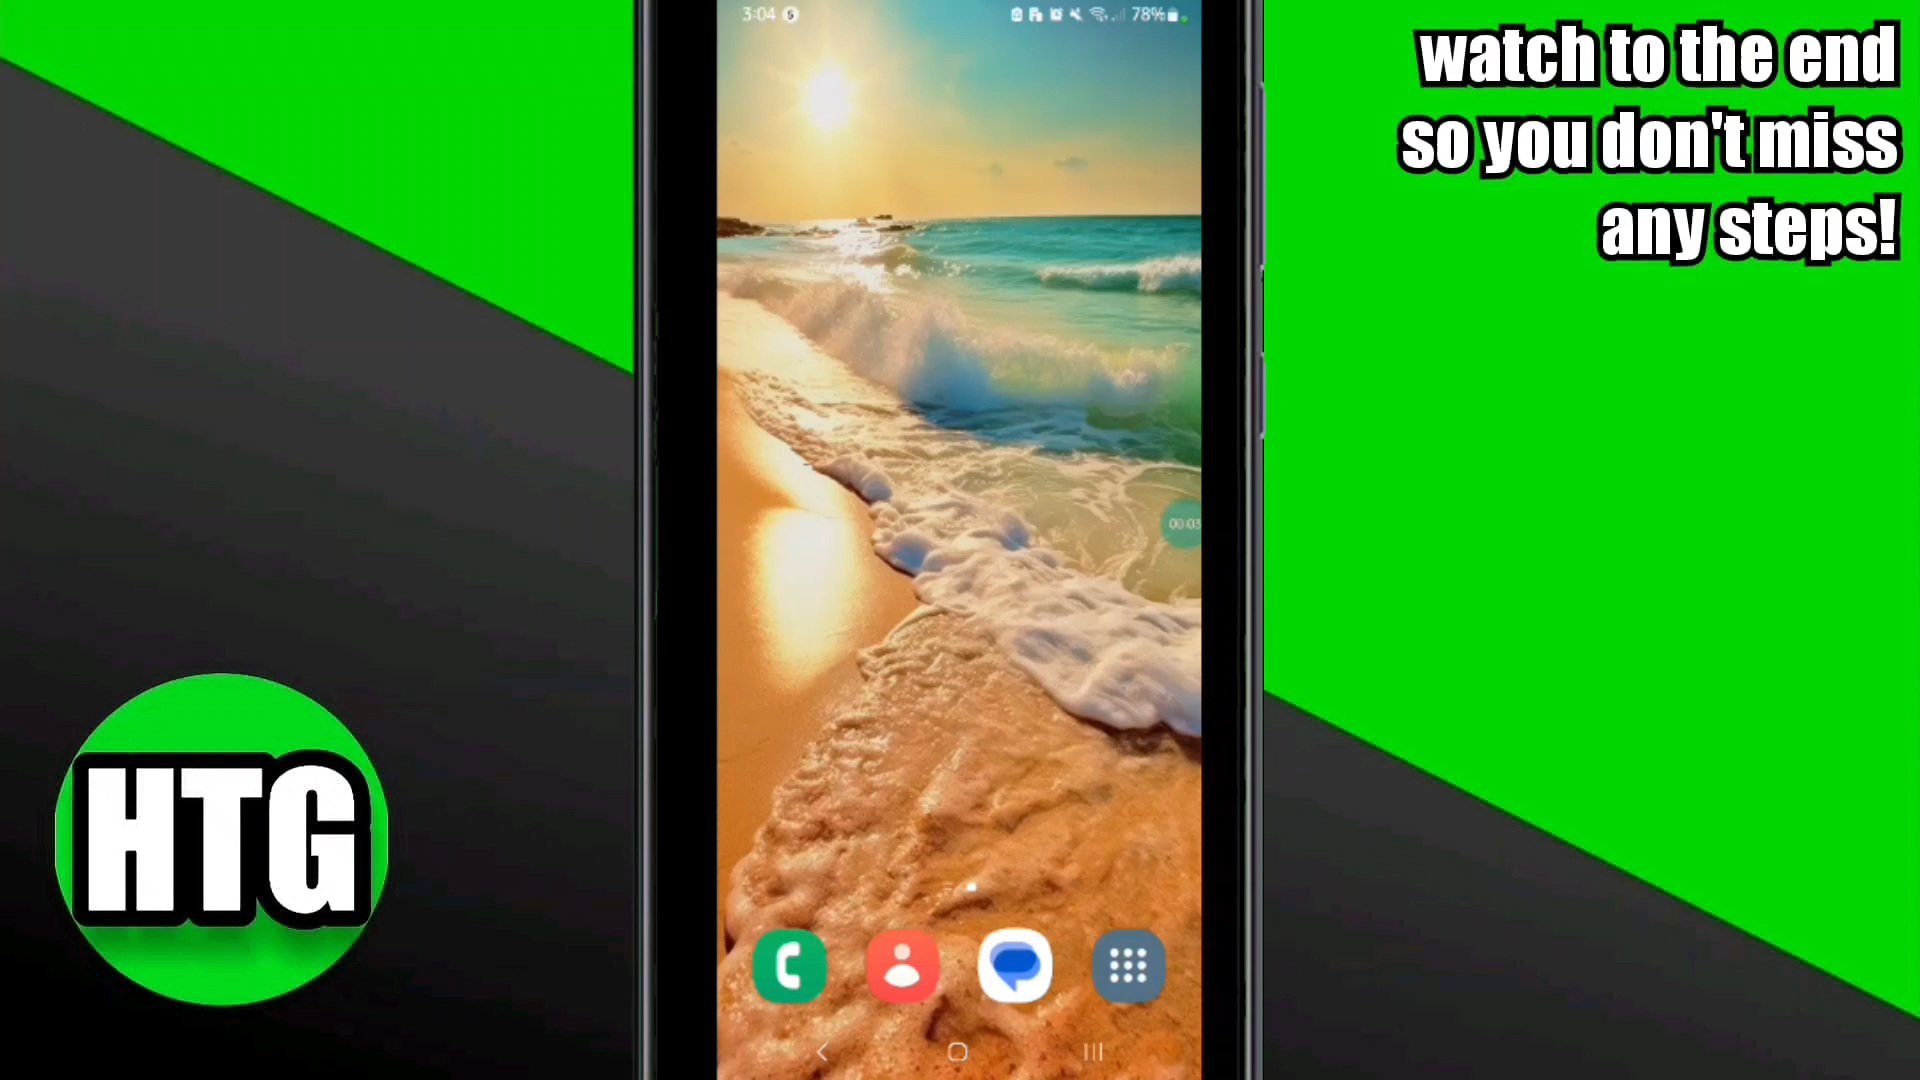 3:04
78%
watch to the end
so you don't miss
any steps!
00:03
HTG